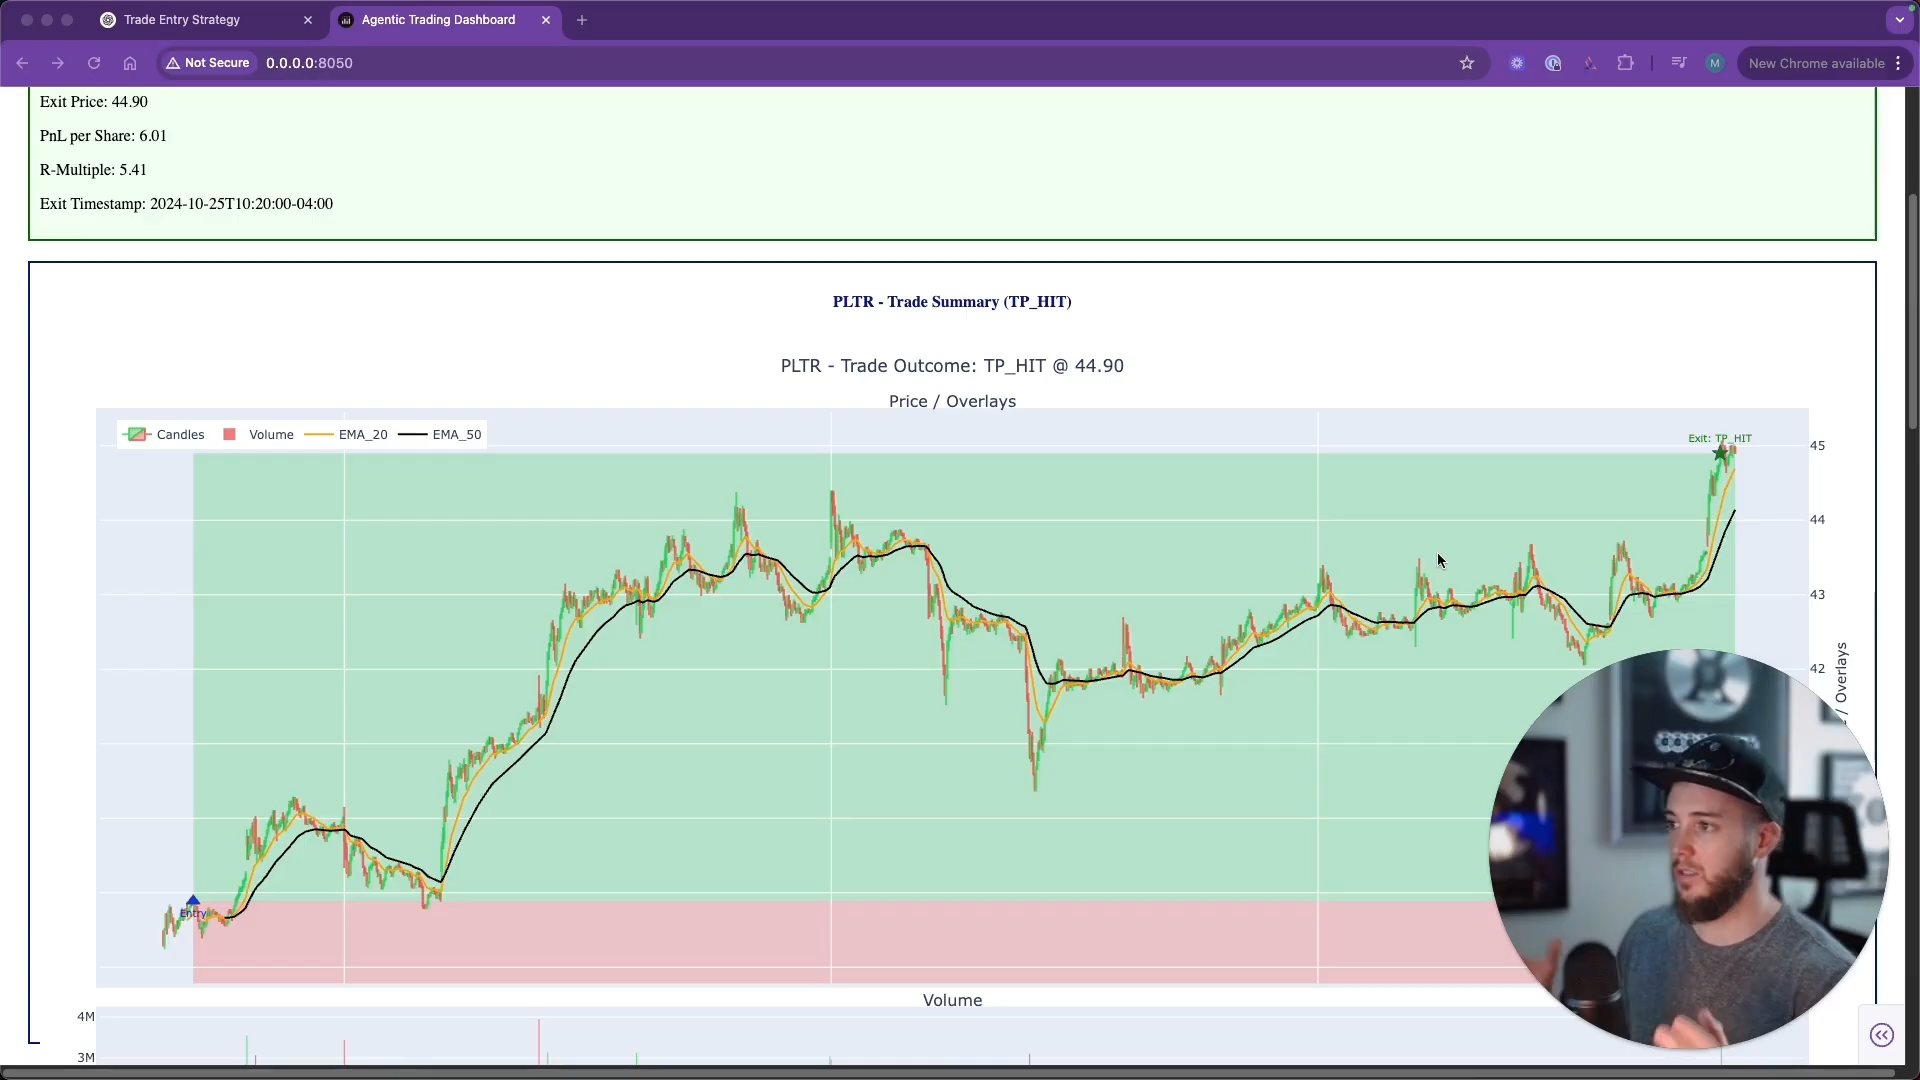 Trade Entry Strategy
Agentic Trading Dashboard
Not Secure
0.0.0.0:8050
M
New Chrome available
Exit Price: 44.90
PnL per Share: 6.01
R-Multiple: 5.41
Exit Timestamp: 2024-10-25T10:20:00-04:00
PLTR - Trade Summary (TP_HIT)
PLTR - Trade Outcome: TP_HIT @ 44.90
Price / Overlays
Candles
Volume
EMA_20
EMA_50
Exit: TP_HIT
45
44
43
42
/ Overlays
Entry
Volume
4M
3M